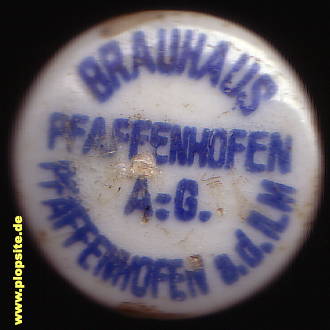 BRAUHAUS
PFAFFENHOFEN
A:G.
PFAFFENHOFEN a.d.ILM
www.plopsite.de